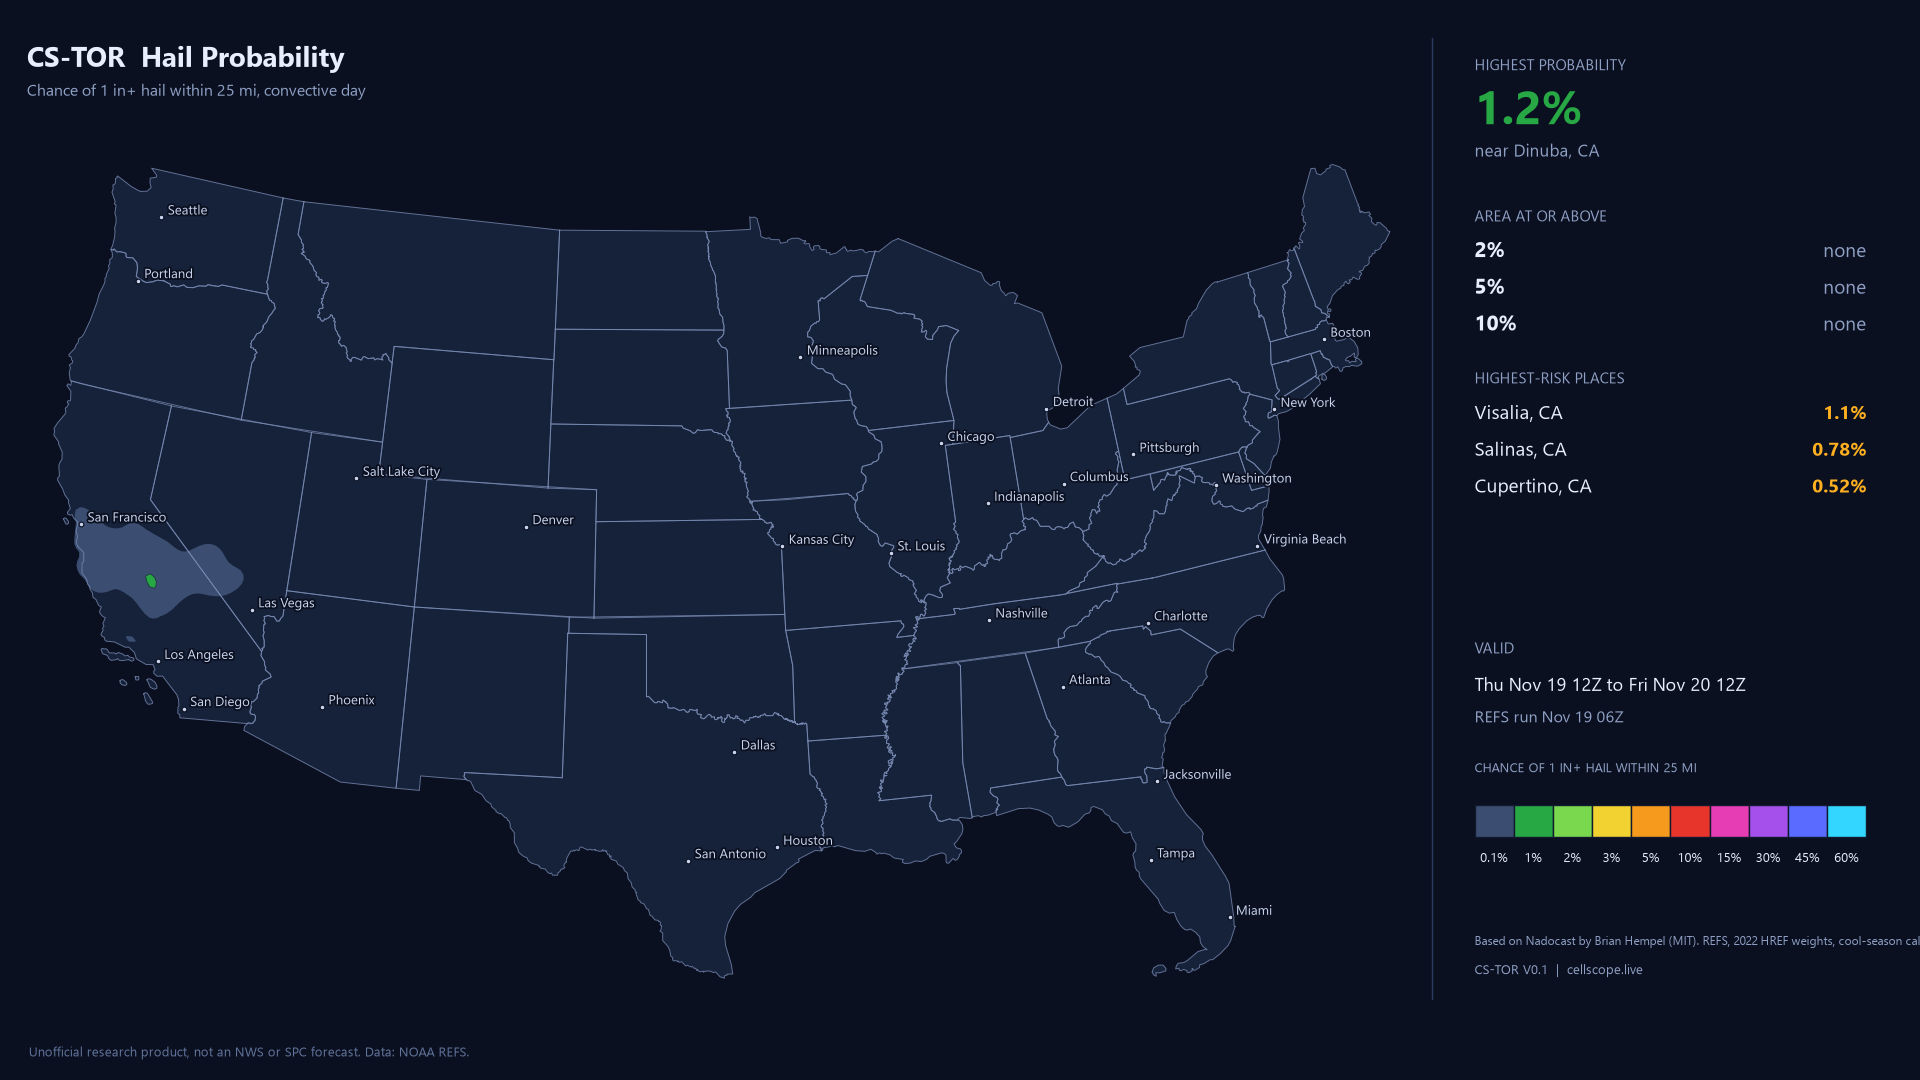 CS-TOR  Hail Probability
Chance of 1 in+ hail within 25 mi, convective day
Seattle
Portland
Minneapolis
Boston
Detroit
New York
Chicago
Pittsburgh
Salt Lake City
Columbus
Washington
Indianapolis
San Francisco
Denver
Kansas City
St. Louis
Virginia Beach
Las Vegas
Nashville
Charlotte
Los Angeles
Atlanta
San Diego
Phoenix
Dallas
Jacksonville
Houston
San Antonio
Tampa
Miami
HIGHEST PROBABILITY
1.2%
near Dinuba, CA
AREA AT OR ABOVE
2% none
5% none
10% none
HIGHEST-RISK PLACES
Visalia, CA 1.1%
Salinas, CA 0.78%
Cupertino, CA 0.52%
VALID
Thu Nov 19 12Z to Fri Nov 20 12Z
REFS run Nov 19 06Z
CHANCE OF 1 IN+ HAIL WITHIN 25 MI
0.1% 1% 2% 3% 5% 10% 15% 30% 45% 60%
Based on Nadocast by Brian Hempel (MIT). REFS, 2022 HREF weights, cool-season cal
CS-TOR V0.1 | cellscope.live
Unofficial research product, not an NWS or SPC forecast. Data: NOAA REFS.